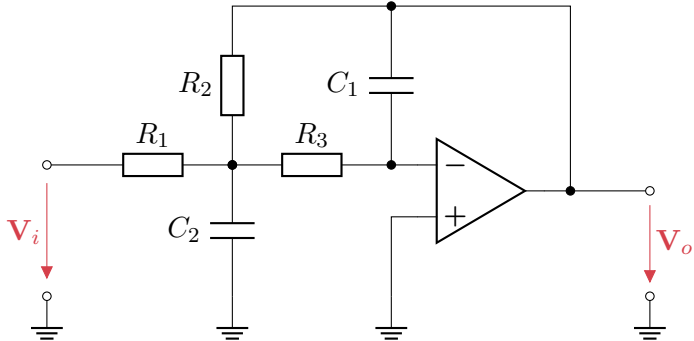 R₂
C₁
R₁
R₃
−
+
C₂
Vᵢ
Vₒ